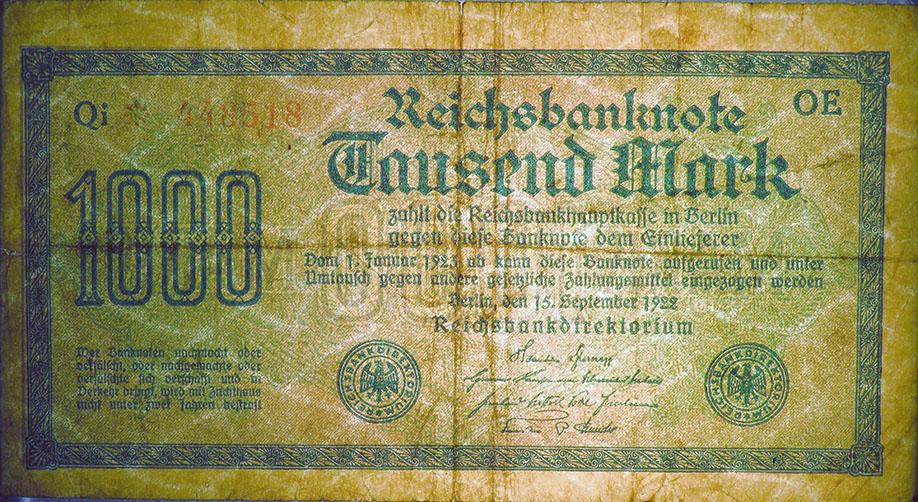 Qi ☆ 448518
Reichsbanknote
OE
Tausend Mark
1000
zahlt die Reichsbankhauptkasse in Berlin
gegen diese Banknote dem Einlieferer
Vom 1. Januar 1923 ab kann diese Banknote aufgerufen und unter
Umtausch gegen andere gesetzliche Zahlungsmittel eingezogen werden
Berlin, den 15. September 1922
Reichsbankdirektorium
Wer Banknoten nachmacht oder
verfälscht, oder nachgemachte oder
verfälschte sich verschafft und in
Verkehr bringt, wird mit Zuchthaus
nicht unter zwei Jahren bestraft
REICHSBANKDIREKTORIUM
REICHSBANKDIREKTORIUM